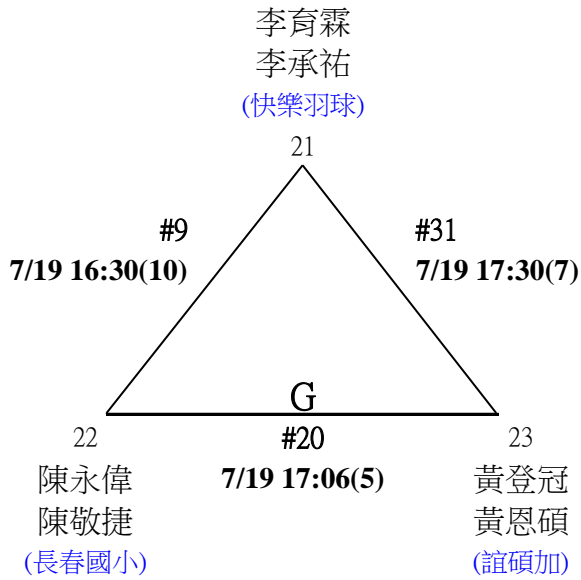 李育霖
李承祐
(快樂羽球)
21
#9
7/19 16:30(10)
#31
7/19 17:30(7)
G
22
#20
23
陳永偉
陳敬捷
(長春國小)
7/19 17:06(5)
黃登冠
黃恩碩
(誼碩加)